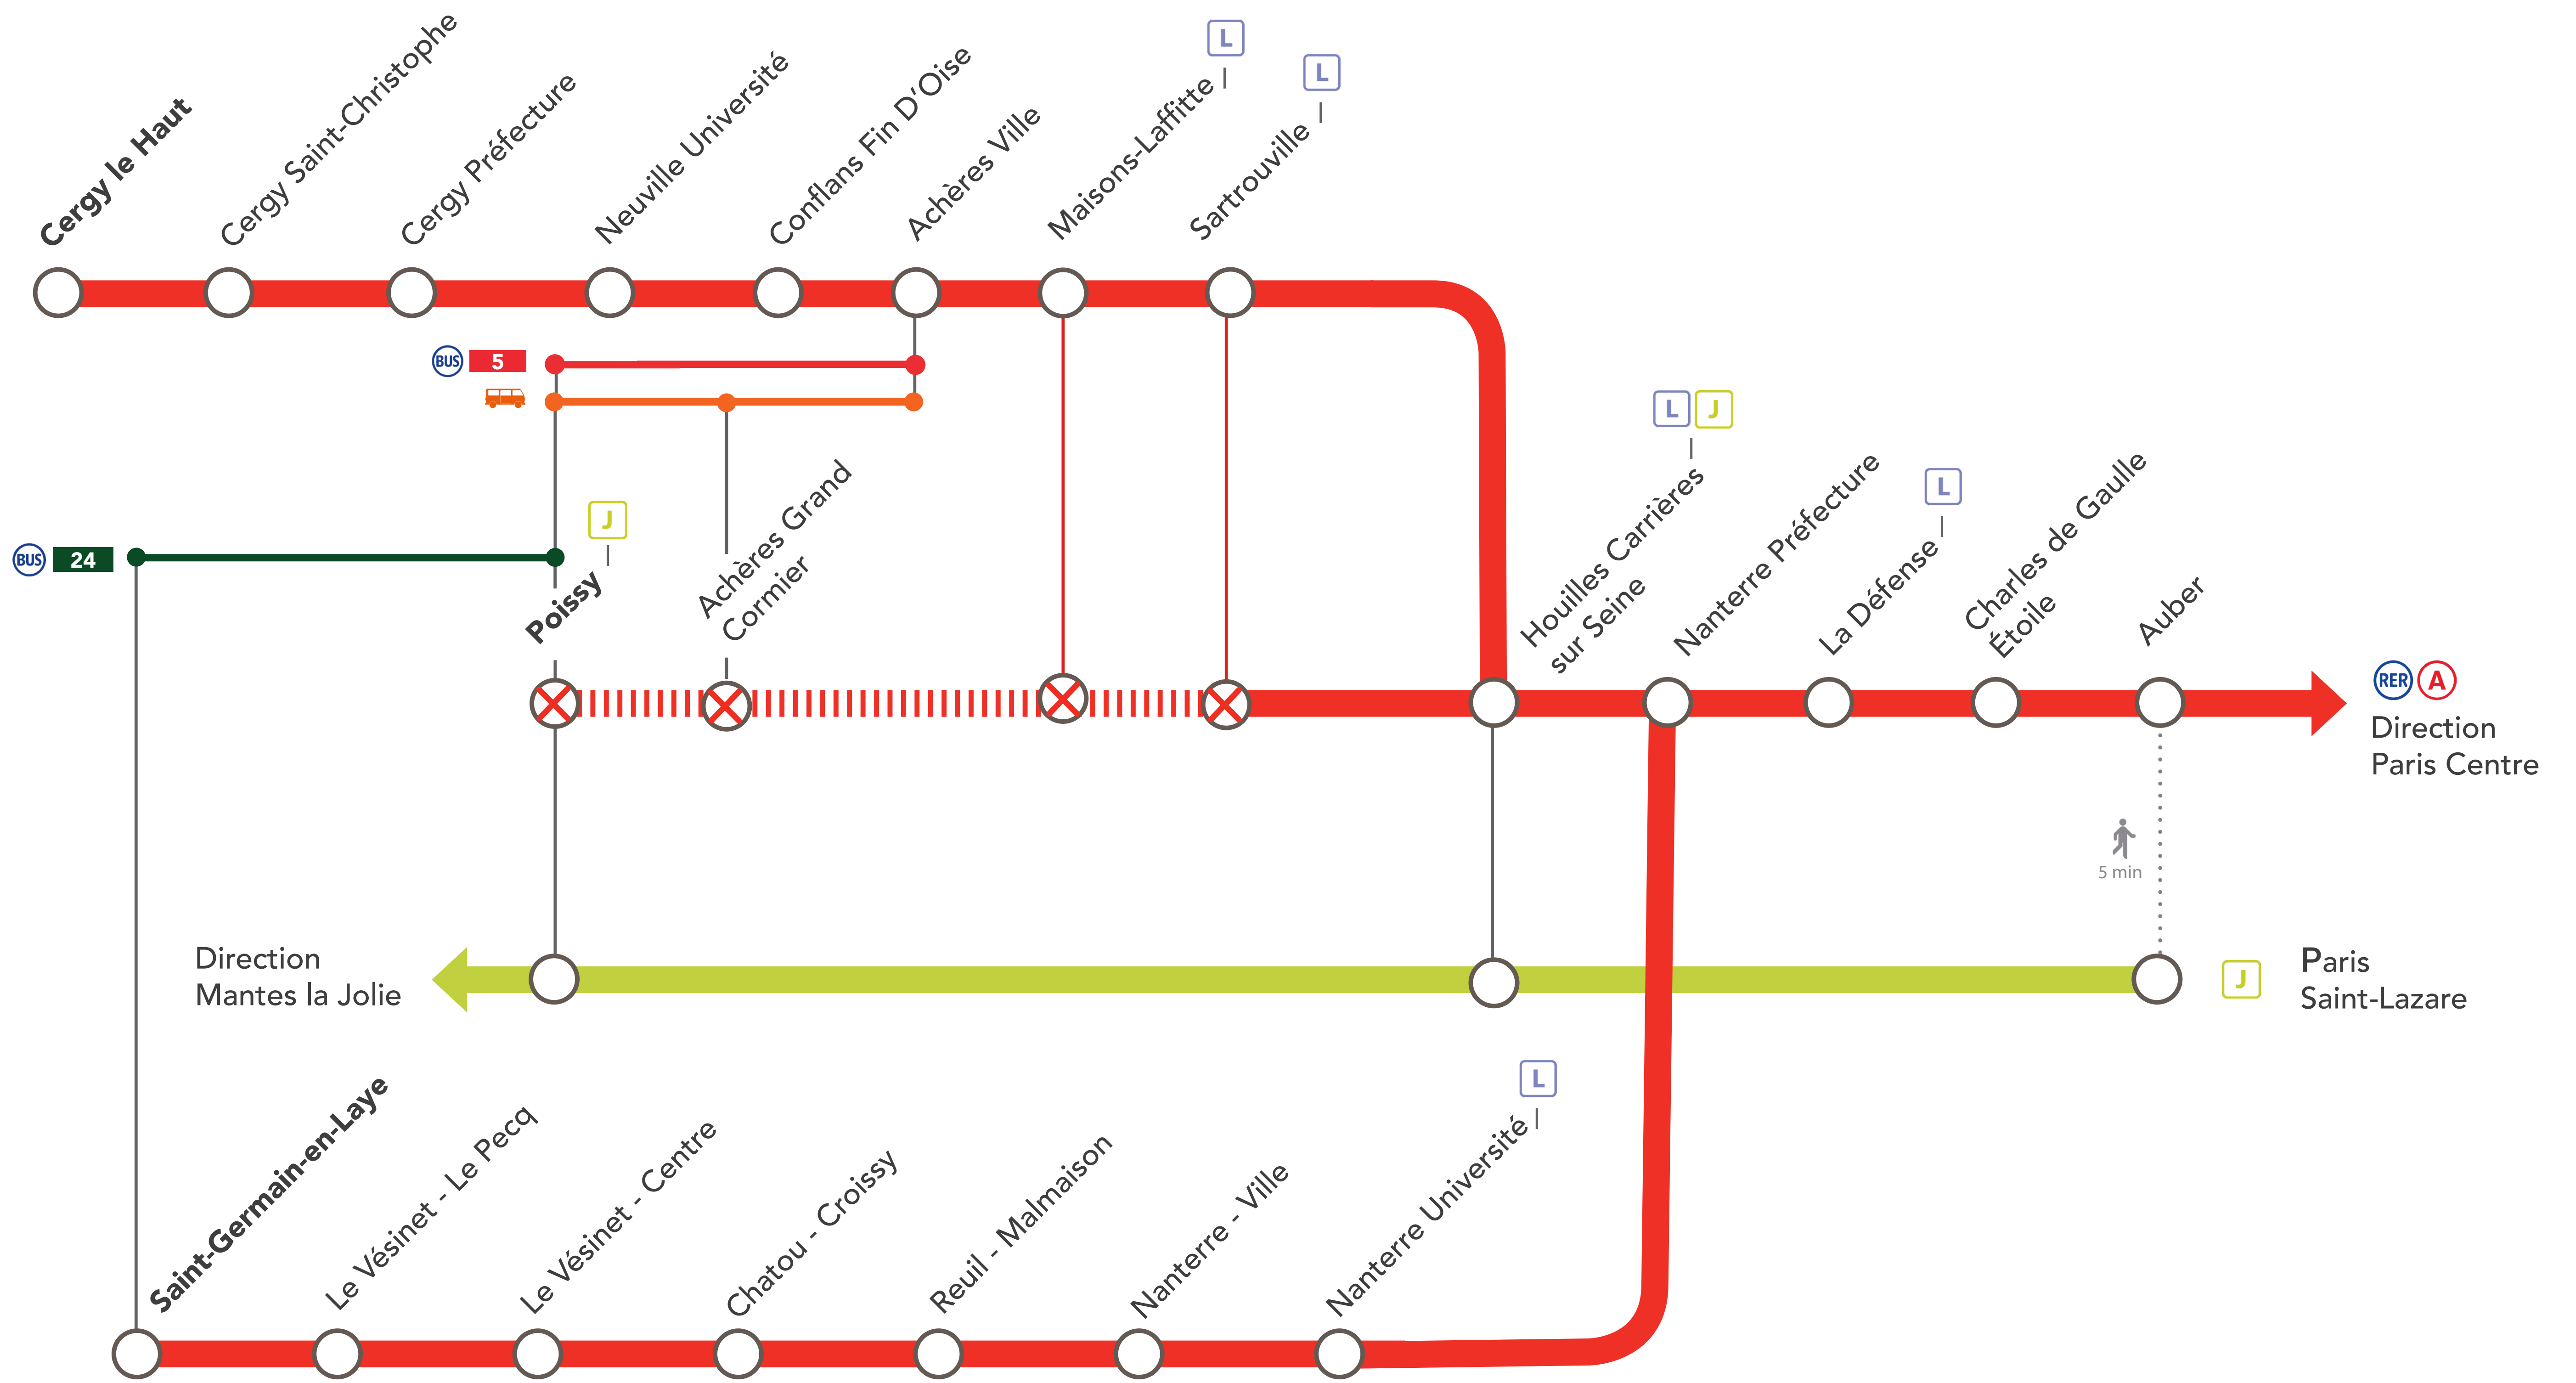 Cergy le Haut
Cergy Saint-Christophe
Cergy Préfecture
Neuville Université
Conflans Fin D'Oise
Achères Ville
Maisons-Laffitte
L
Sartrouville
L
BUS 5
BUS 24
Poissy
J
Achères Grand
Cormier
Houilles Carrières
sur Seine
L J
Nanterre Préfecture
La Défense
L
Charles de Gaulle
Étoile
Auber
RER A
Direction
Paris Centre
5 min
Direction
Mantes la Jolie
J
Paris
Saint-Lazare
Saint-Germain-en-Laye
Le Vésinet - Le Pecq
Le Vésinet - Centre
Chatou - Croissy
Reuil - Malmaison
Nanterre - Ville
Nanterre Université
L